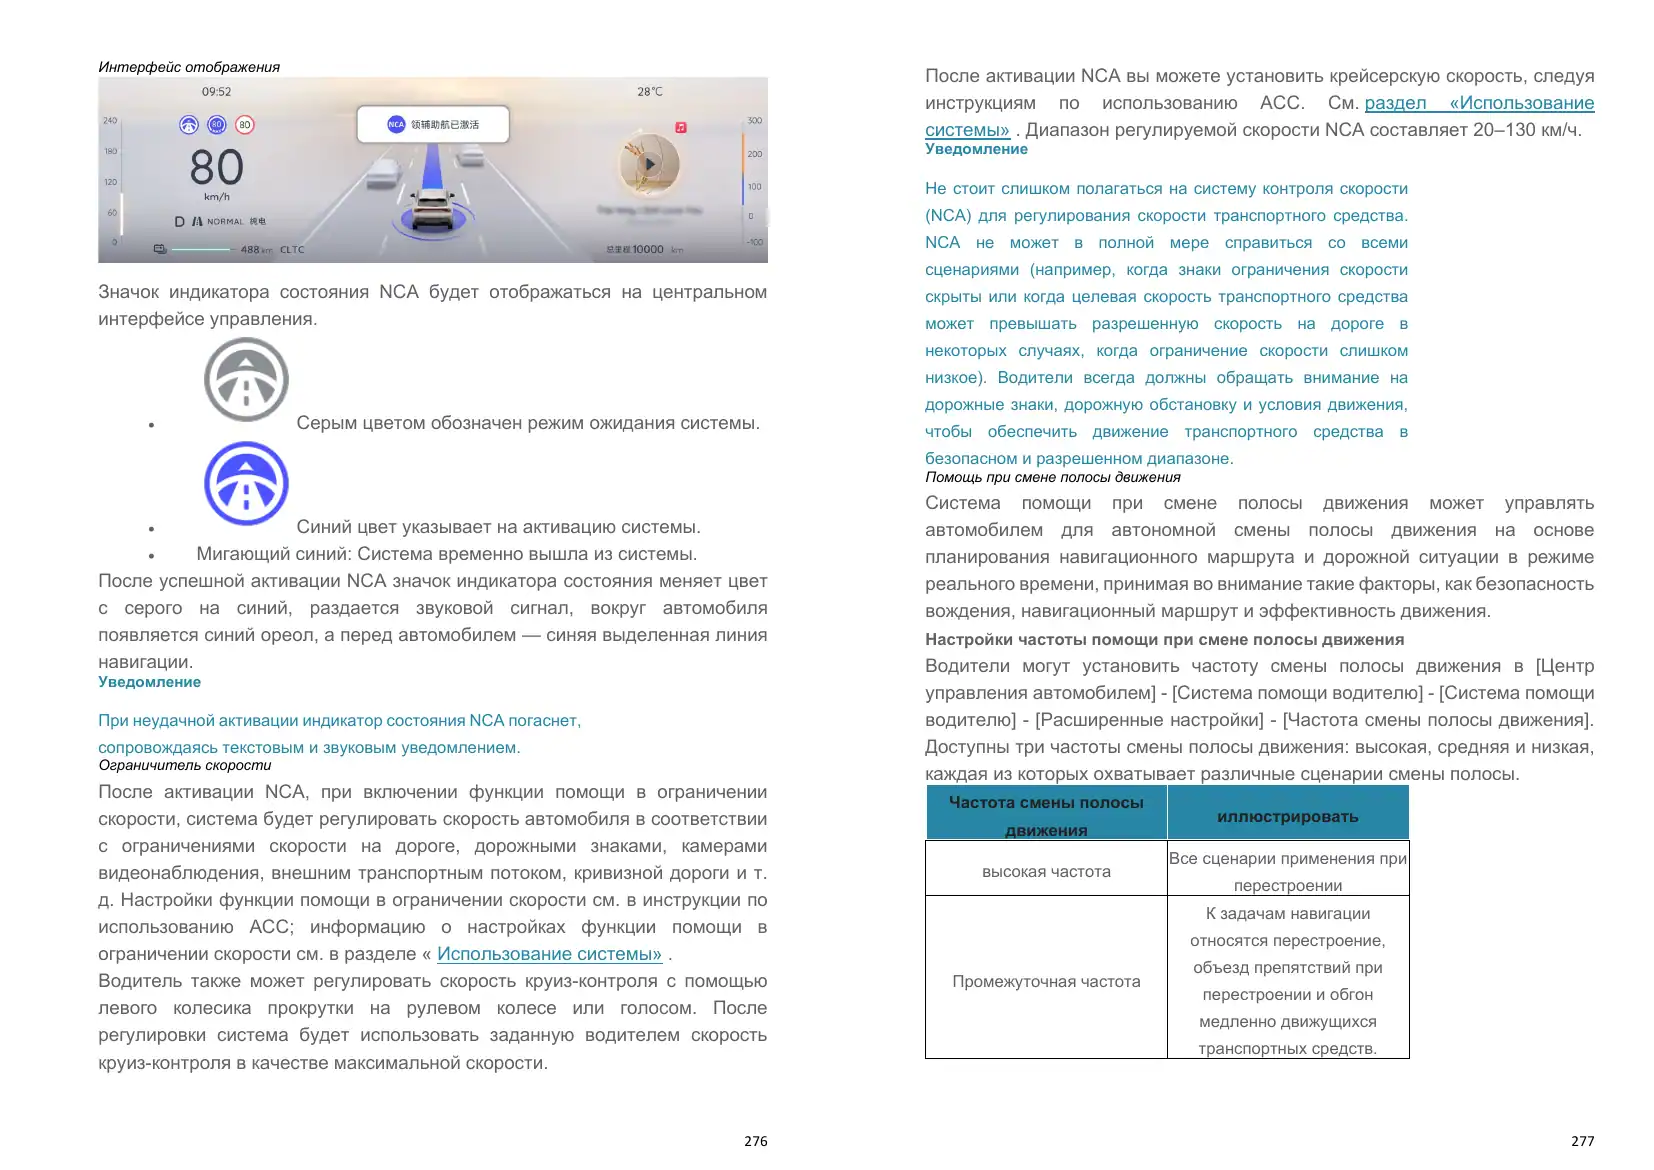 Интерфейс отображения
09:52
28℃
NCA 领辅助航已激活
240
180
120
60
0
80
80
80
km/h
D NORMAL 纯电
488 km CLTC
300
200
100
0
-100
总里程 10000 km
Значок индикатора состояния NCA будет отображаться на центральном
интерфейсе управления.
• Серым цветом обозначен режим ожидания системы.
• Синий цвет указывает на активацию системы.
• Мигающий синий: Система временно вышла из системы.
После успешной активации NCA значок индикатора состояния меняет цвет
с серого на синий, раздается звуковой сигнал, вокруг автомобиля
появляется синий ореол, а перед автомобилем — синяя выделенная линия
навигации.
Уведомление
При неудачной активации индикатор состояния NCA погаснет,
сопровождаясь текстовым и звуковым уведомлением.
Ограничитель скорости
После активации NCA, при включении функции помощи в ограничении
скорости, система будет регулировать скорость автомобиля в соответствии
с ограничениями скорости на дороге, дорожными знаками, камерами
видеонаблюдения, внешним транспортным потоком, кривизной дороги и т.
д. Настройки функции помощи в ограничении скорости см. в инструкции по
использованию ACC; информацию о настройках функции помощи в
ограничении скорости см. в разделе « Использование системы» .
Водитель также может регулировать скорость круиз-контроля с помощью
левого колесика прокрутки на рулевом колесе или голосом. После
регулировки система будет использовать заданную водителем скорость
круиз-контроля в качестве максимальной скорости.
276
После активации NCA вы можете установить крейсерскую скорость, следуя
инструкциям по использованию ACC. См. раздел «Использование
системы» . Диапазон регулируемой скорости NCA составляет 20–130 км/ч.
Уведомление
Не стоит слишком полагаться на систему контроля скорости
(NCA) для регулирования скорости транспортного средства.
NCA не может в полной мере справиться со всеми
сценариями (например, когда знаки ограничения скорости
скрыты или когда целевая скорость транспортного средства
может превышать разрешенную скорость на дороге в
некоторых случаях, когда ограничение скорости слишком
низкое). Водители всегда должны обращать внимание на
дорожные знаки, дорожную обстановку и условия движения,
чтобы обеспечить движение транспортного средства в
безопасном и разрешенном диапазоне.
Помощь при смене полосы движения
Система помощи при смене полосы движения может управлять
автомобилем для автономной смены полосы движения на основе
планирования навигационного маршрута и дорожной ситуации в режиме
реального времени, принимая во внимание такие факторы, как безопасность
вождения, навигационный маршрут и эффективность движения.
Настройки частоты помощи при смене полосы движения
Водители могут установить частоту смены полосы движения в [Центр
управления автомобилем] - [Система помощи водителю] - [Система помощи
водителю] - [Расширенные настройки] - [Частота смены полосы движения].
Доступны три частоты смены полосы движения: высокая, средняя и низкая,
каждая из которых охватывает различные сценарии смены полосы.
Частота смены полосы
движения
иллюстрировать
высокая частота
Все сценарии применения при
перестроении
Промежуточная частота
К задачам навигации
относятся перестроение,
объезд препятствий при
перестроении и обгон
медленно движущихся
транспортных средств.
277